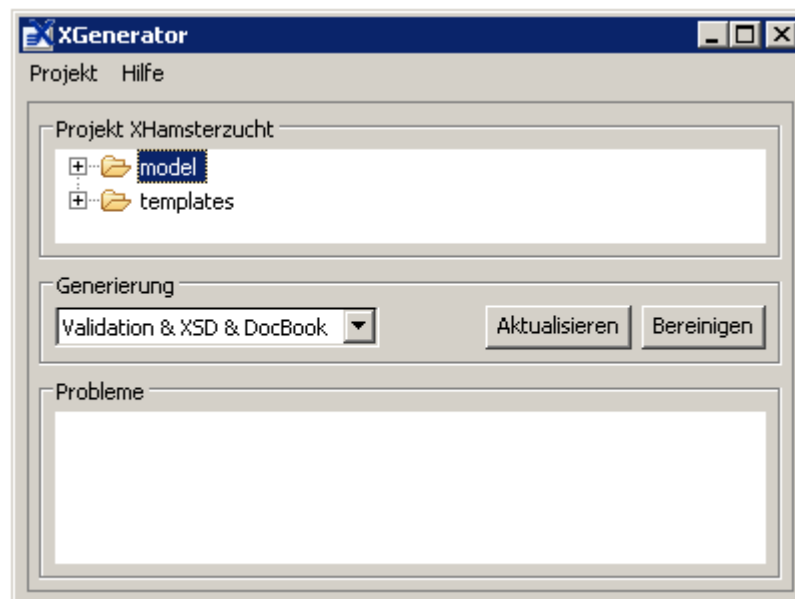 XGenerator
Projekt Hilfe
Projekt XHamsterzucht
model
templates
Generierung
Validation & XSD & DocBook Aktualisieren Bereinigen
Probleme